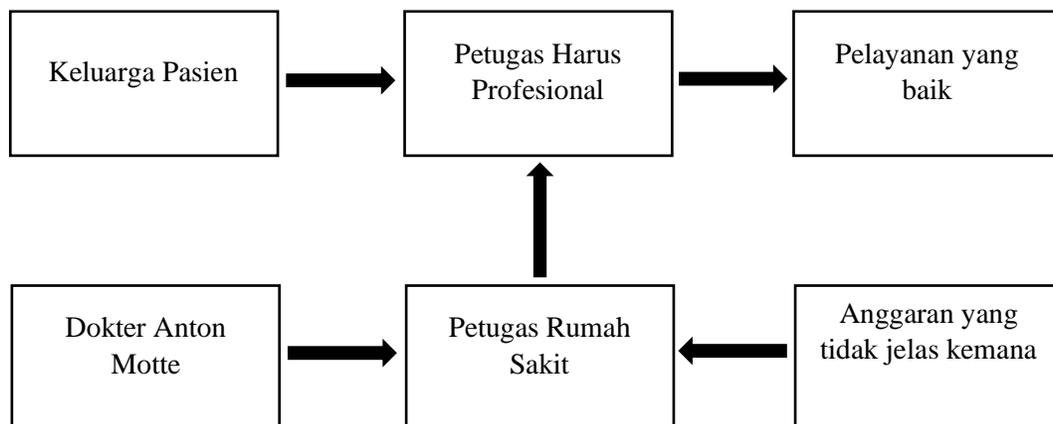 Keluarga Pasien
Petugas Harus
Profesional
Pelayanan yang
baik
Dokter Anton
Motte
Petugas Rumah
Sakit
Anggaran yang
tidak jelas kemana